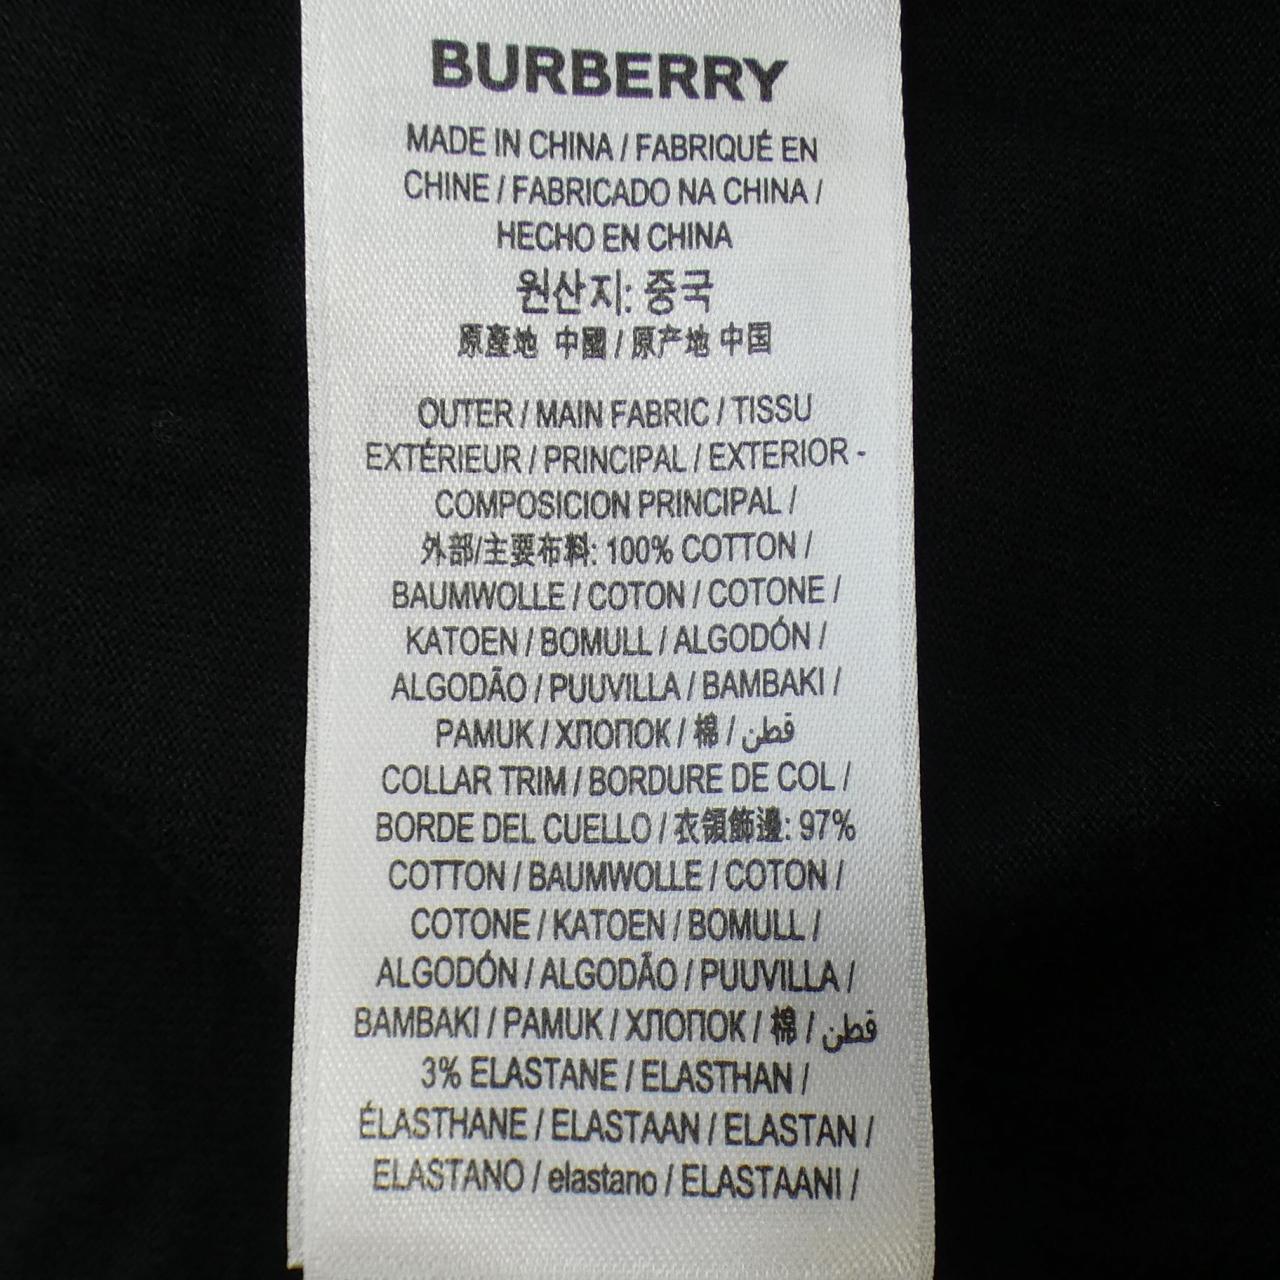 BURBERRY
MADE IN CHINA / FABRIQUÉ EN
CHINE / FABRICADO NA CHINA /
HECHO EN CHINA
원산지: 중국
原產地 中國 / 原产地 中国
OUTER / MAIN FABRIC / TISSU
EXTÉRIEUR / PRINCIPAL / EXTERIOR -
COMPOSICION PRINCIPAL /
外部/主要布料: 100% COTTON /
BAUMWOLLE / COTON / COTONE /
KATOEN / BOMULL / ALGODÓN /
ALGODÃO / PUUVILLA / BAMBAKI /
PAMUK / ХЛОПОК / 棉 / قطن
COLLAR TRIM / BORDURE DE COL /
BORDE DEL CUELLO / 衣領飾邊: 97%
COTTON / BAUMWOLLE / COTON /
COTONE / KATOEN / BOMULL /
ALGODÓN / ALGODÃO / PUUVILLA /
BAMBAKI / PAMUK / ХЛОПОК / 棉 / قطن
3% ELASTANE / ELASTHAN /
ÉLASTHANE / ELASTAAN / ELASTAN /
ELASTANO / elastano / ELASTAANI /